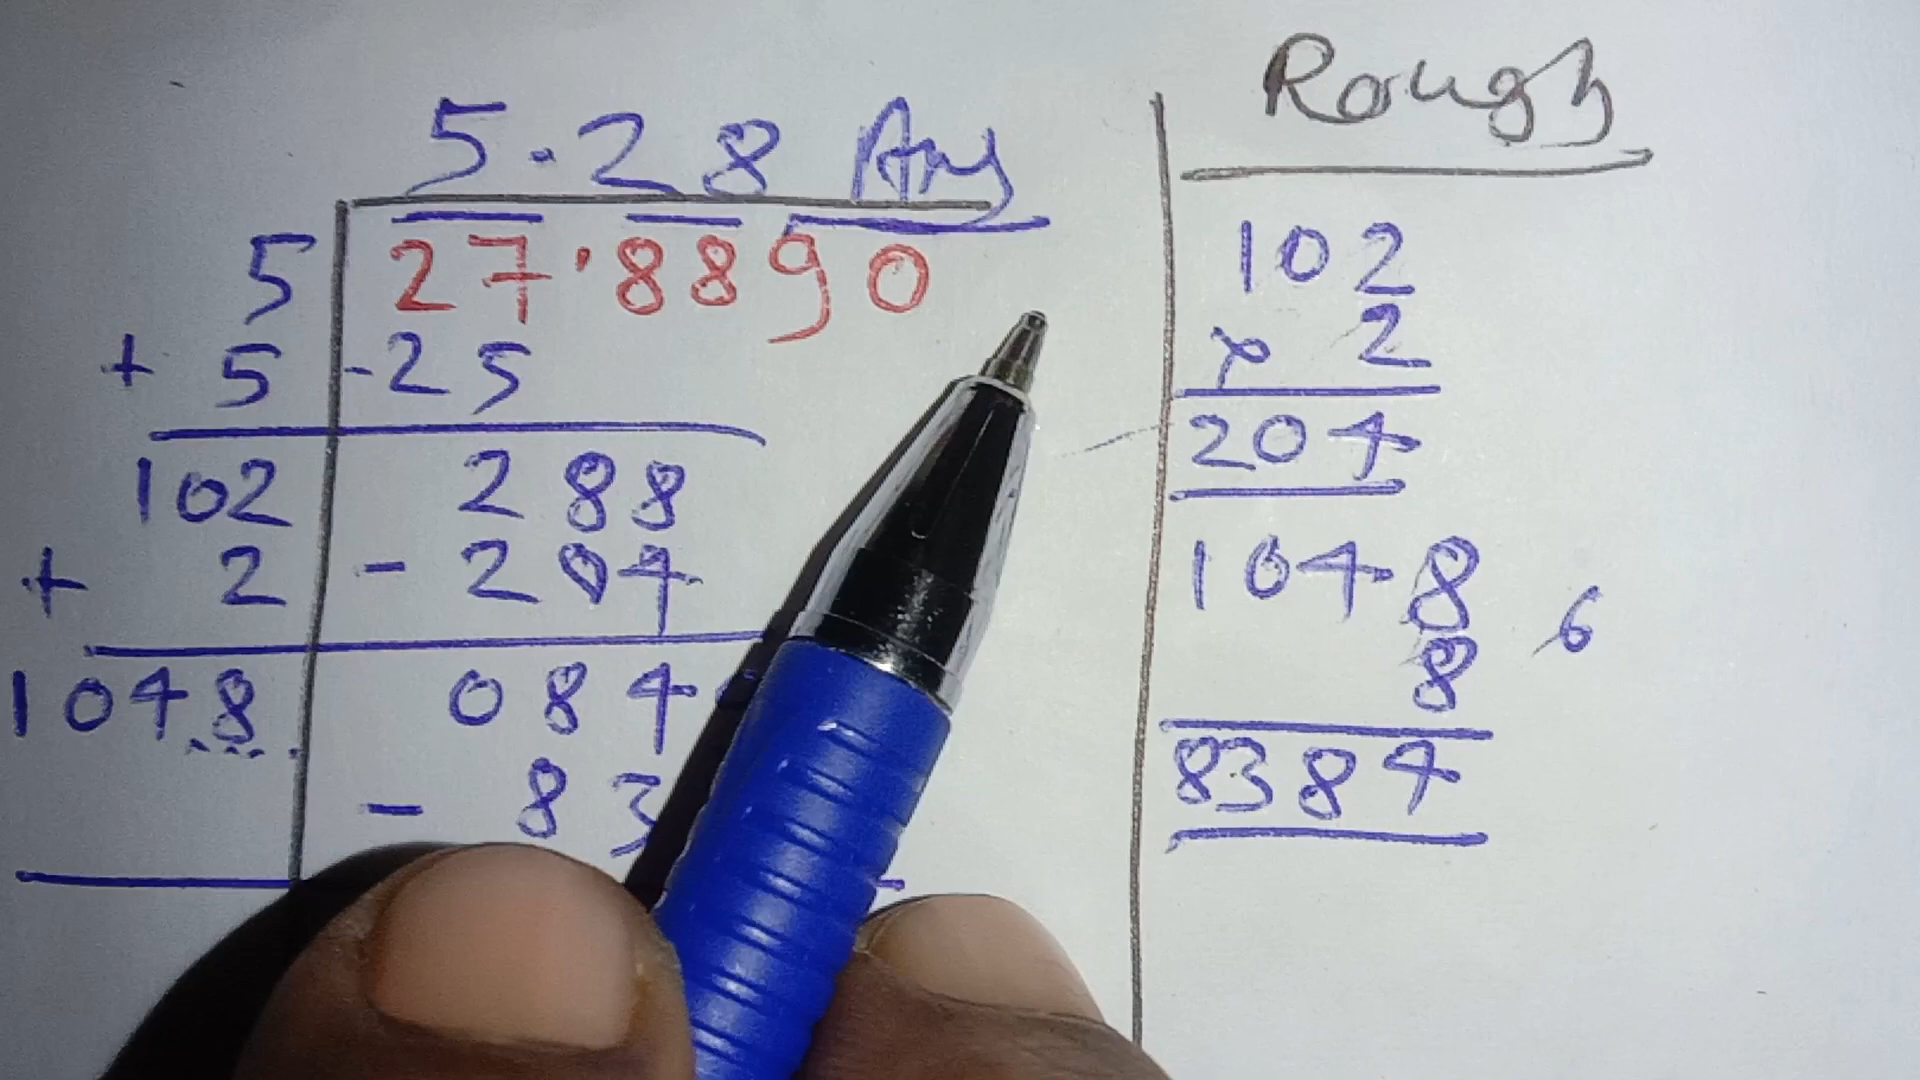 Rough
5.28 Ans
5 27.8890
+ 5 -25
102 288
+ 2 - 204
1048 084
- 83
102
× 2
204
1048 6
8
8384